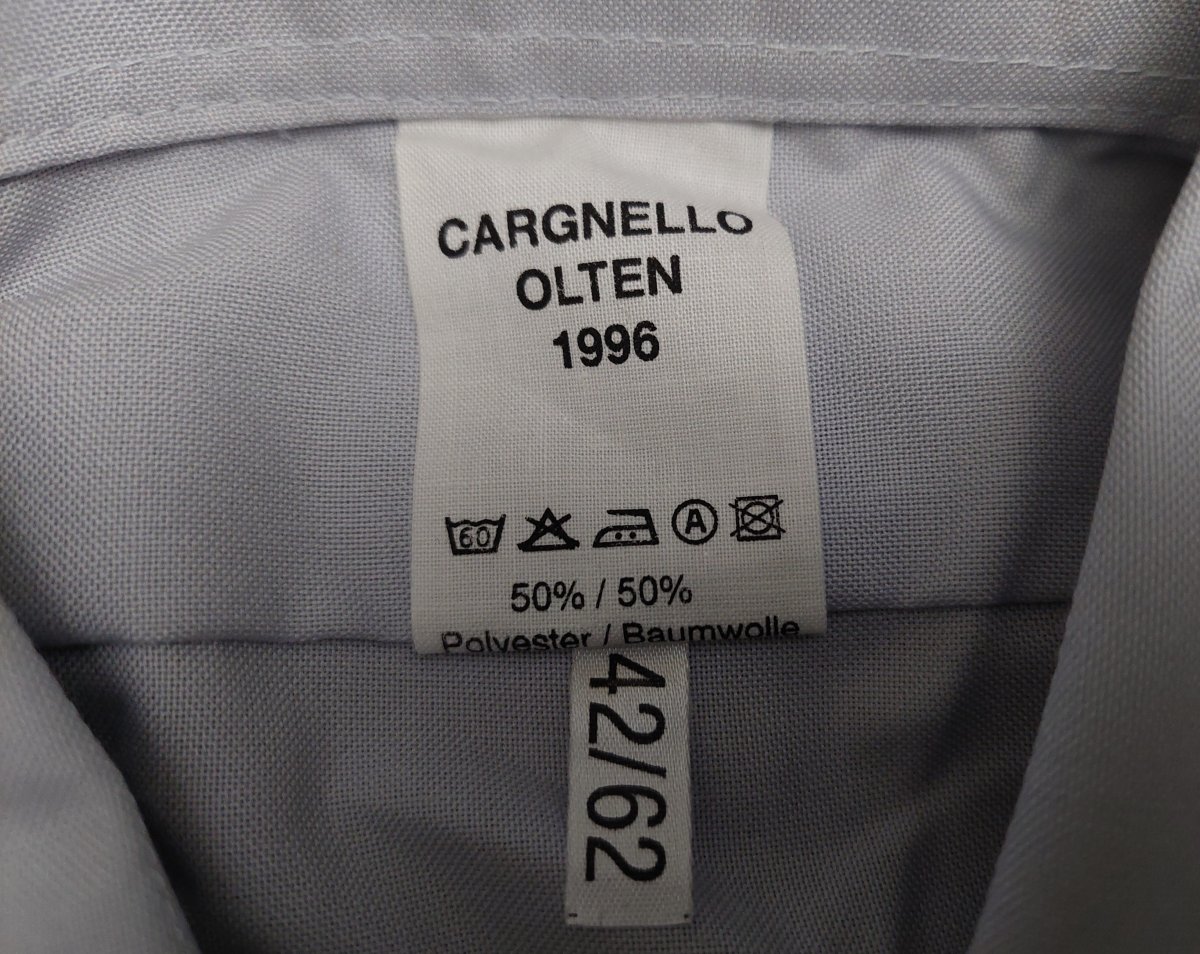 CARGNELLO
OLTEN
1996
60 A
50% / 50%
Polyester / Baumwolle
42/62